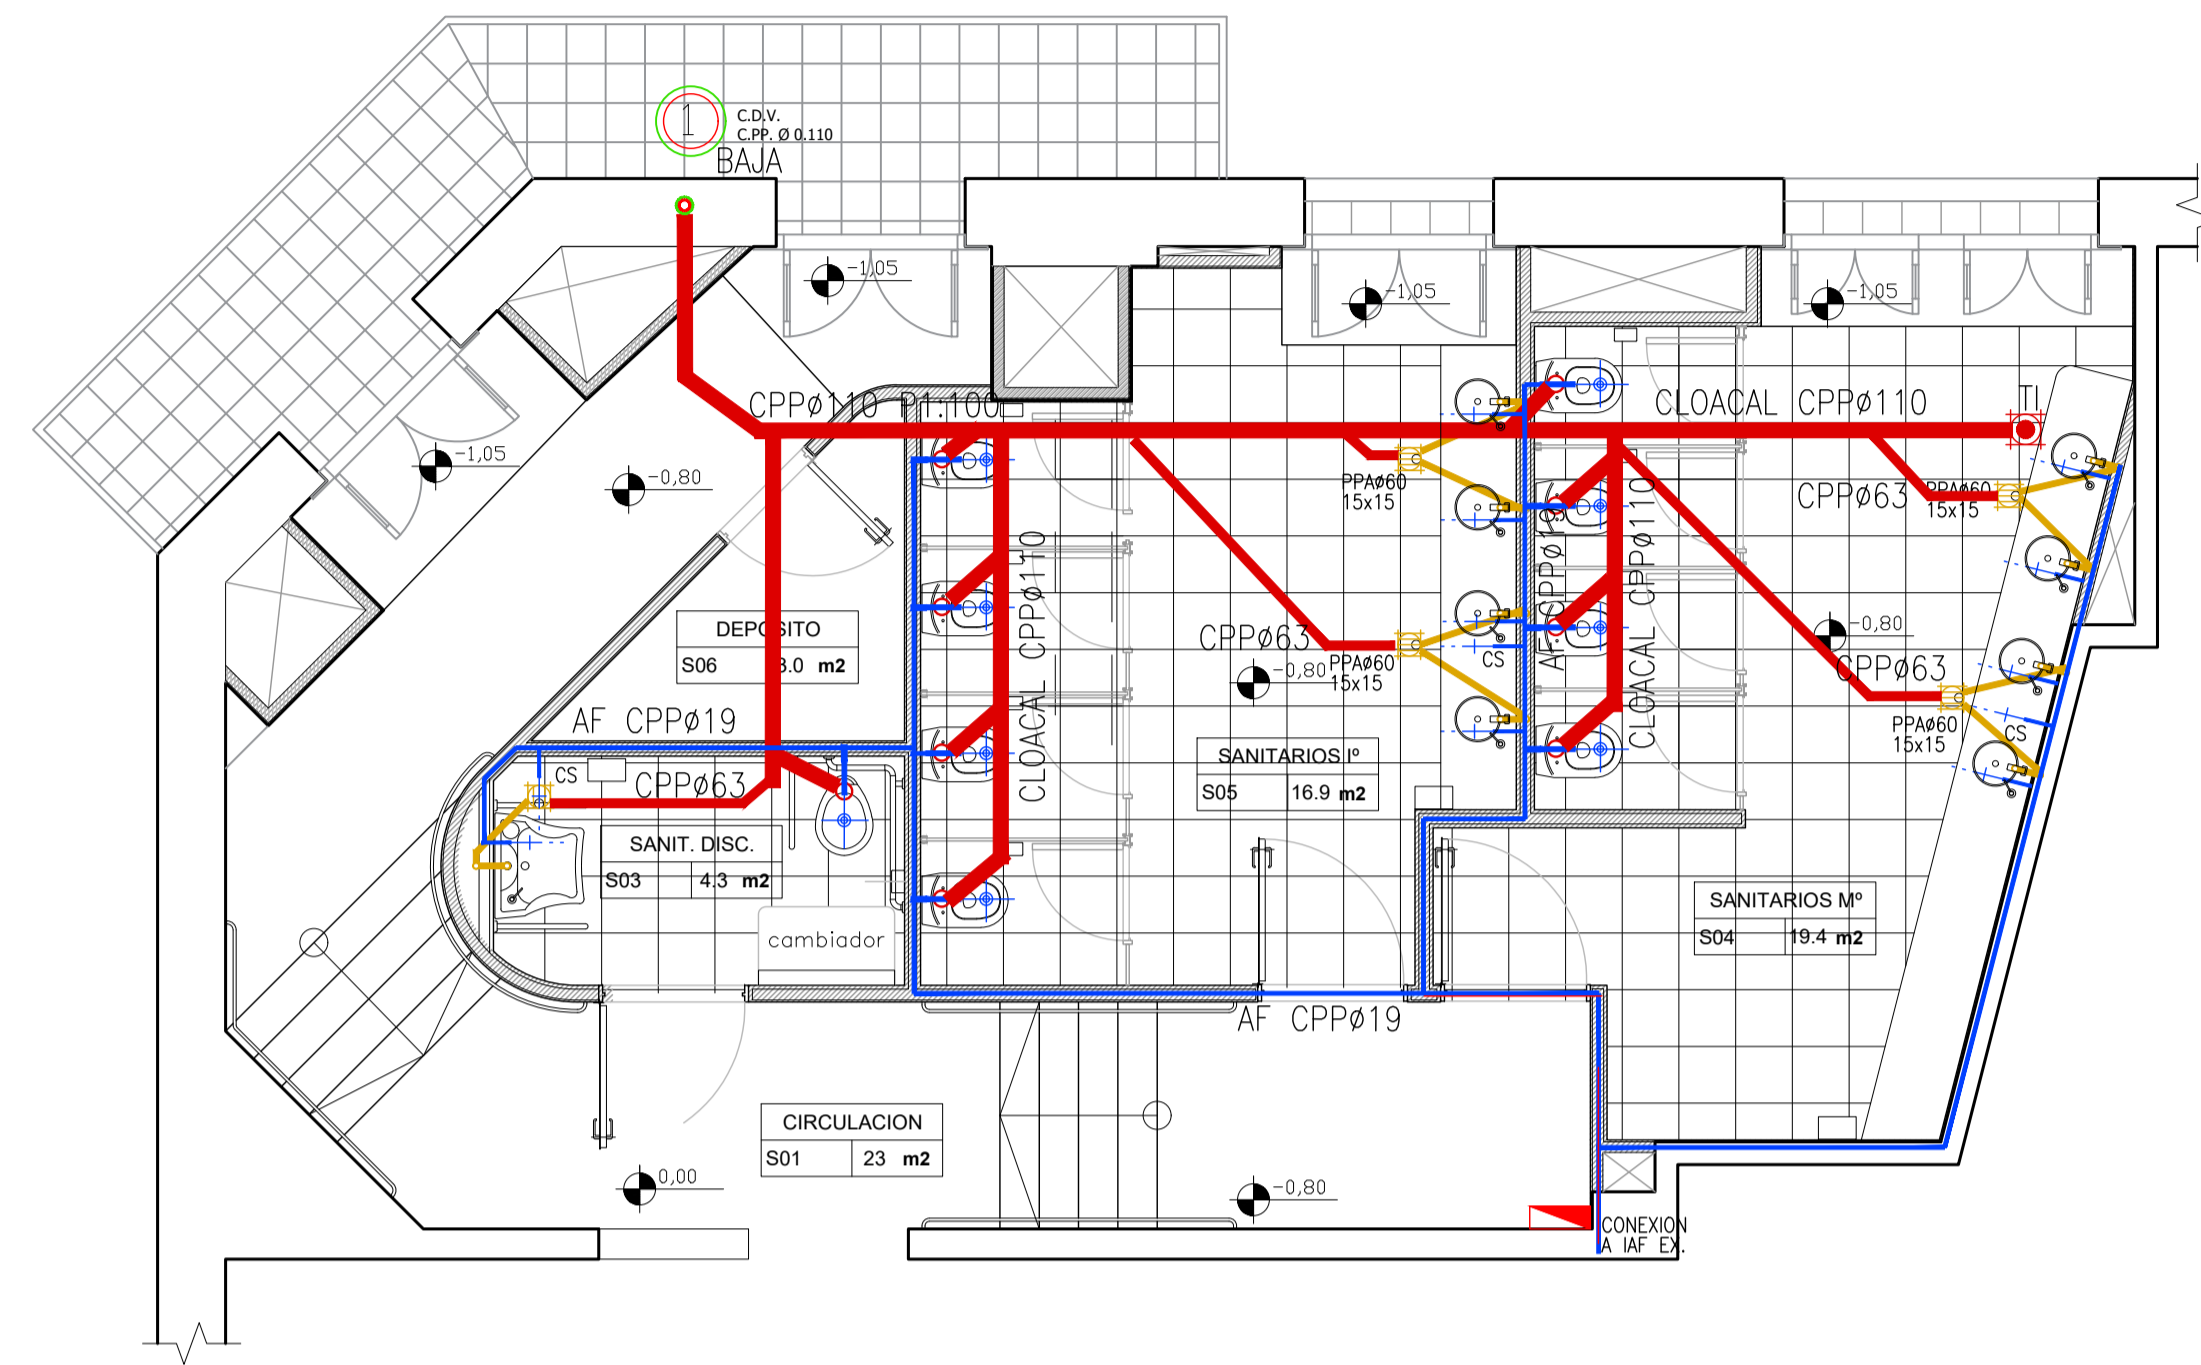 1
C.D.V.
C.PP. Ø 0.110
BAJA
-1,05
-1,05
-1,05
CPPø110 P1:100
CLOACAL CPPø110
TI
-1,05
-0,80
PPAø60
15x15
CPPø63
PPAø60
15x15
AF CPPø19
CLOACAL CPPø110
CLOACAL CPPø110
DEPOSITO
S06
3.0 m2
CPPø63
-0,80
PPAø60
15x15
CS
-0,80
CPPø63
AF CPPø19
PPAø60
15x15
CS
CS
CPPø63
SANITARIOS Iº
S05
16.9 m2
SANIT. DISC.
S03
4.3 m2
cambiador
SANITARIOS Mº
S04
19.4 m2
AF CPPø19
CIRCULACION
S01
23 m2
0,00
-0,80
CONEXION
A IAF EX.